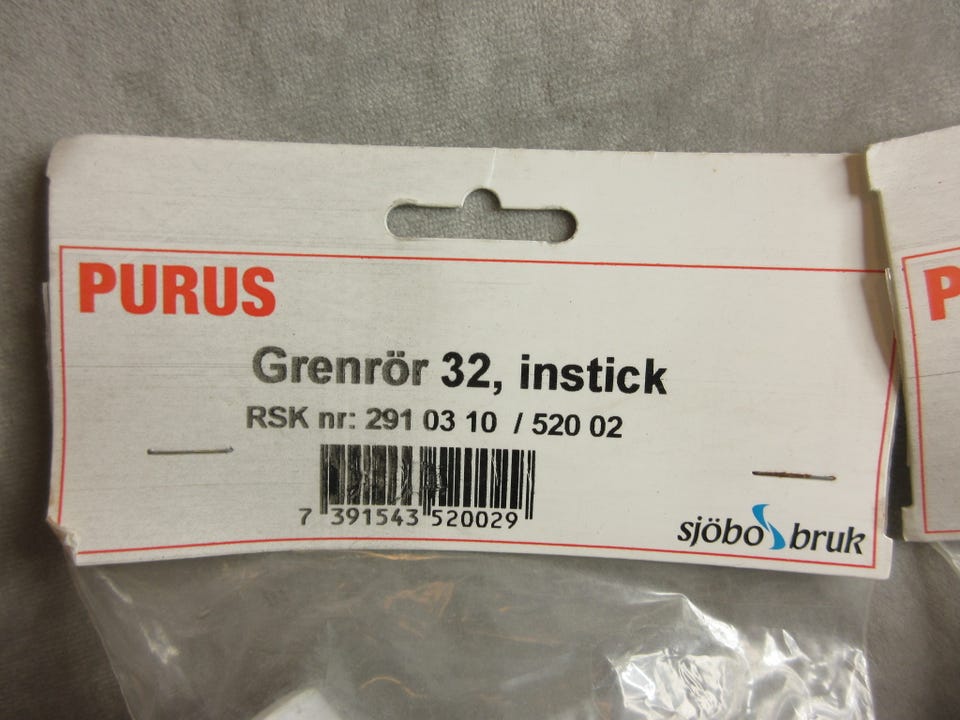 PURUS
Grenrör 32, instick
RSK nr: 291 03 10 / 520 02
7 391543 520029
sjöbo bruk
P